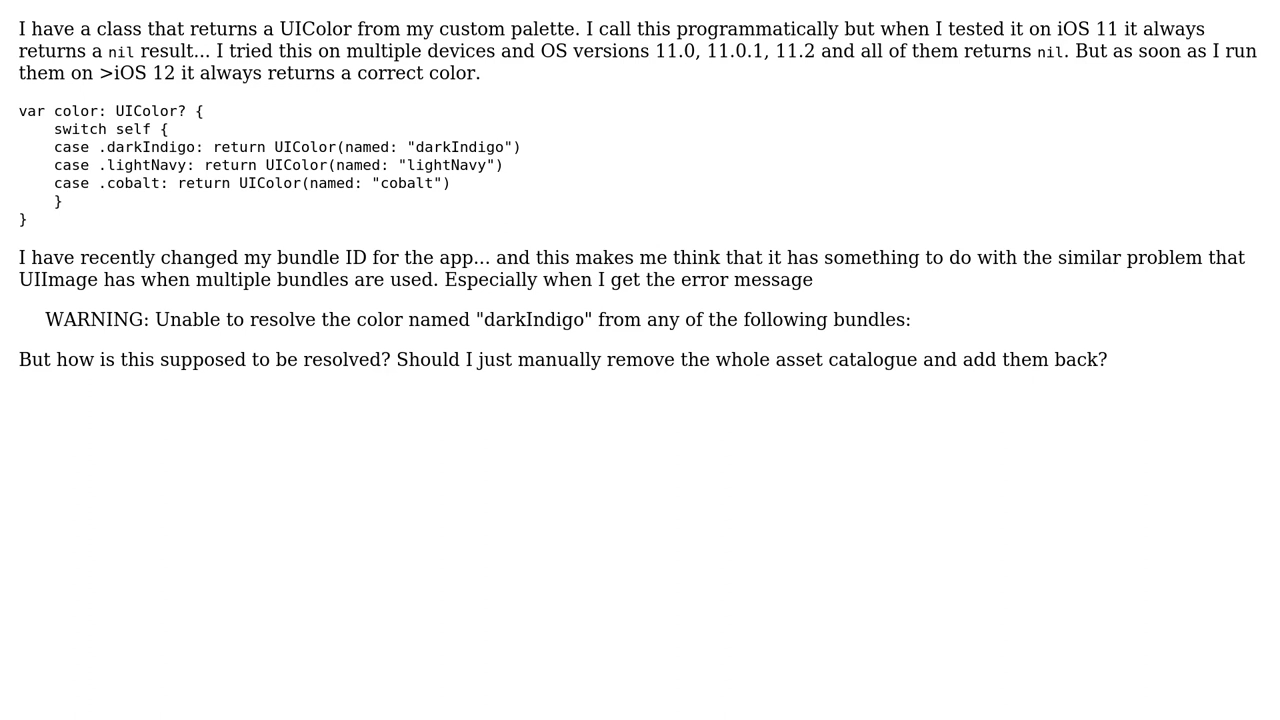 I have a class that returns a UIColor from my custom palette. I call this programmatically but when I tested it on iOS 11 it always
returns a nil result... I tried this on multiple devices and OS versions 11.0, 11.0.1, 11.2 and all of them returns nil. But as soon as I run
them on >iOS 12 it always returns a correct color.
var color: UIColor? {
    switch self {
    case .darkIndigo: return UIColor(named: "darkIndigo")
    case .lightNavy: return UIColor(named: "lightNavy")
    case .cobalt: return UIColor(named: "cobalt")
    }
}
I have recently changed my bundle ID for the app... and this makes me think that it has something to do with the similar problem that
UIImage has when multiple bundles are used. Especially when I get the error message
WARNING: Unable to resolve the color named "darkIndigo" from any of the following bundles:
But how is this supposed to be resolved? Should I just manually remove the whole asset catalogue and add them back?